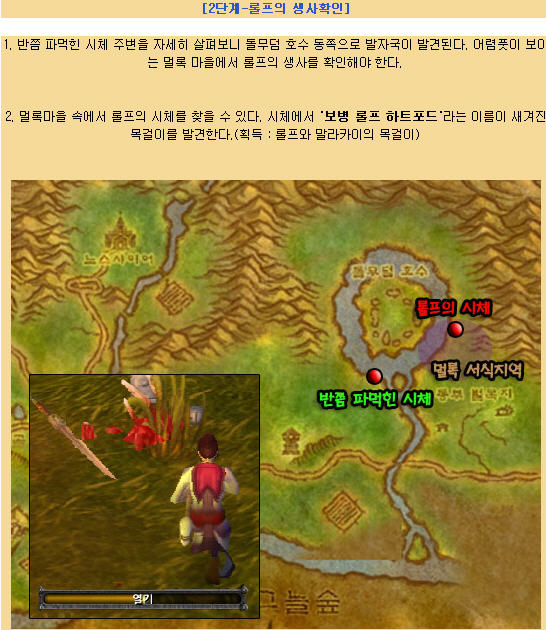 [2단계-롤프의 생사확인]
1. 반쯤 파먹힌 시체 주변을 자세히 살펴보니 돌무덤 호수 동쪽으로 발자국이 발견된다. 어렴풋이 보이
는 멀록 마을에서 롤프의 생사를 확인해야 한다.
2. 멀록마을 속에서 롤프의 시체를 찾을 수 있다. 시체에서 '보병 롤프 하트포드'라는 이름이 새겨진
목걸이를 발견한다.(획득 : 롤프와 말라카이의 목걸이)
노스샤이어
돌무덤 호수
롤프의 시체
멀록 서식지역
반쯤 파먹힌 시체
동부 벌목지
열기
그늘숲